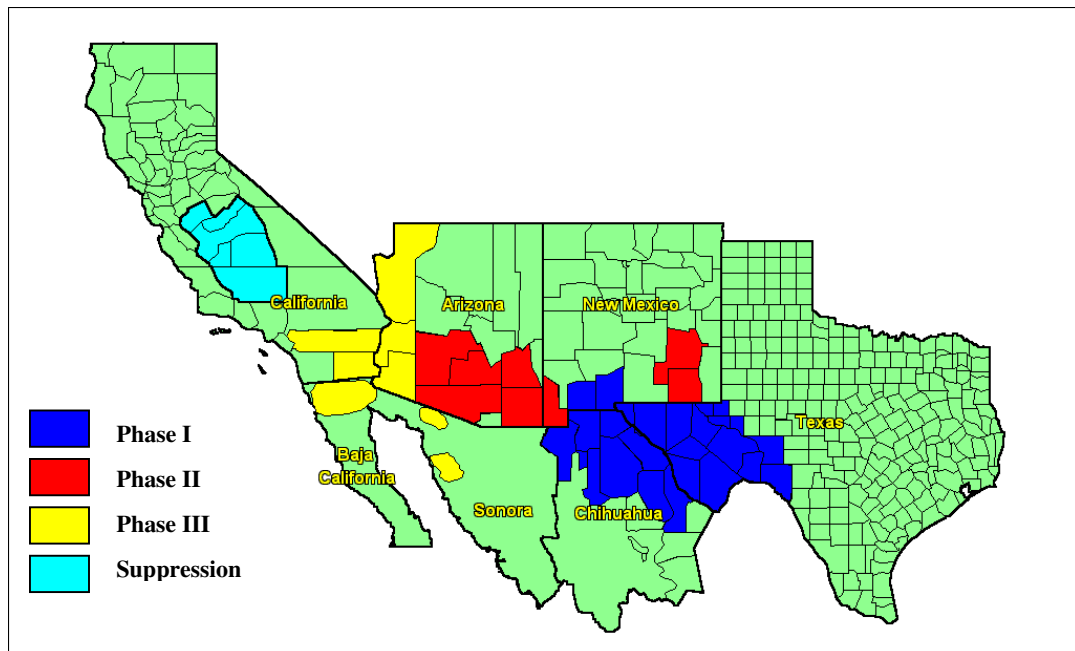 California
Arizona
New Mexico
Texas
Baja
California
Sonora
Chihuahua
Phase I
Phase II
Phase III
Suppression